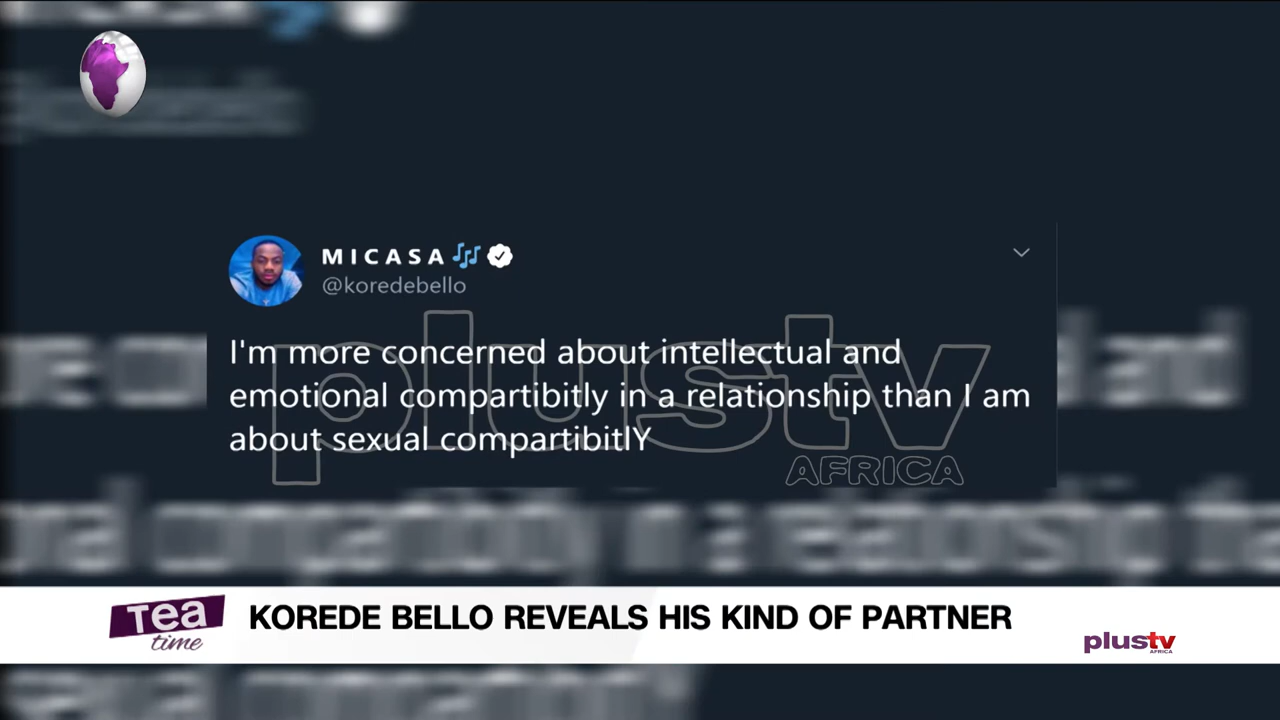 MICASA
@koredebello
I'm more concerned about intellectual and
emotional compartibitly in a relationship than I am
about sexual compartibitlY
plustv
AFRICA
Tea
time
KOREDE BELLO REVEALS HIS KIND OF PARTNER
plustv
AFRICA